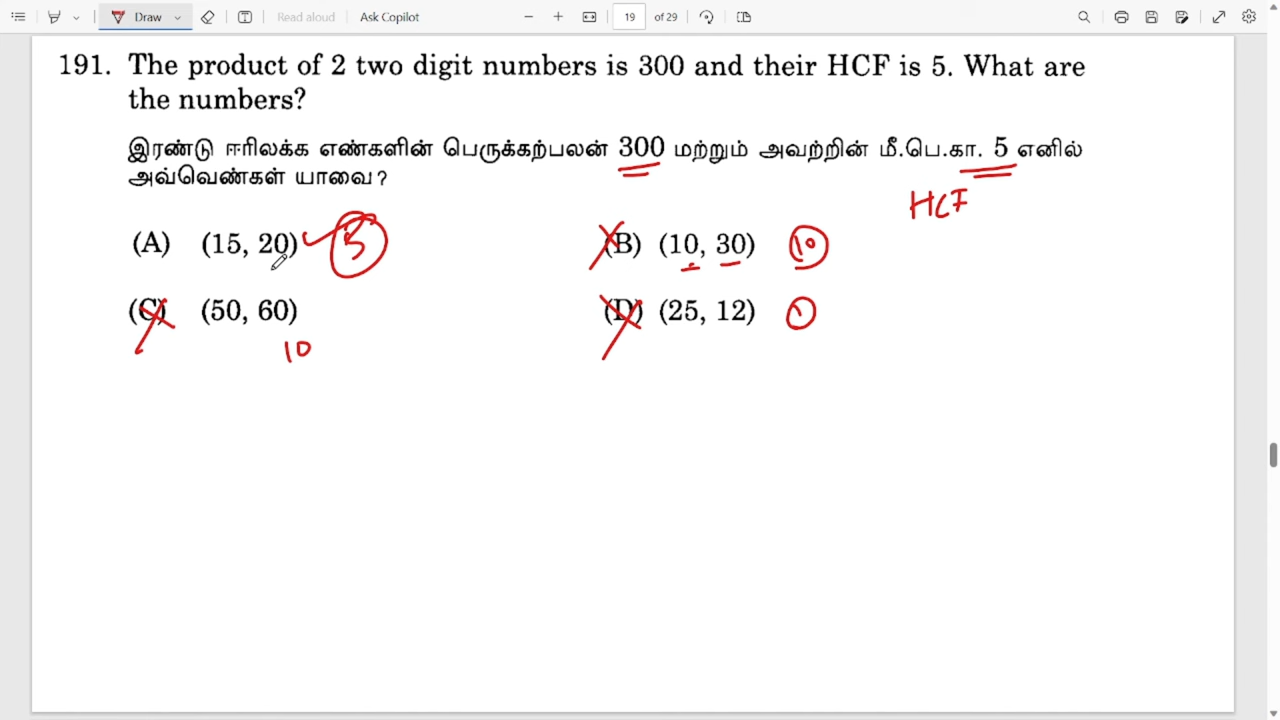 Draw
Read aloud
Ask Copilot
19 of 29
191. The product of 2 two digit numbers is 300 and their HCF is 5. What are
the numbers?
இரண்டு ஈரிலக்க எண்களின் பெருக்கற்பலன் 300 மற்றும் அவற்றின் மீ.பெ.கா. 5 எனில்
அவ்வெண்கள் யாவை?
HCF
(A) (15, 20) 5 (B) (10, 30) 10
(C) (50, 60) (D) (25, 12) 1
10